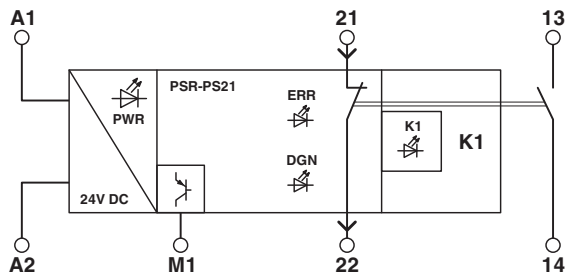 A1
21
13
PSR-PS21
PWR
ERR
K1
K1
DGN
24V DC
A2
M1
22
14